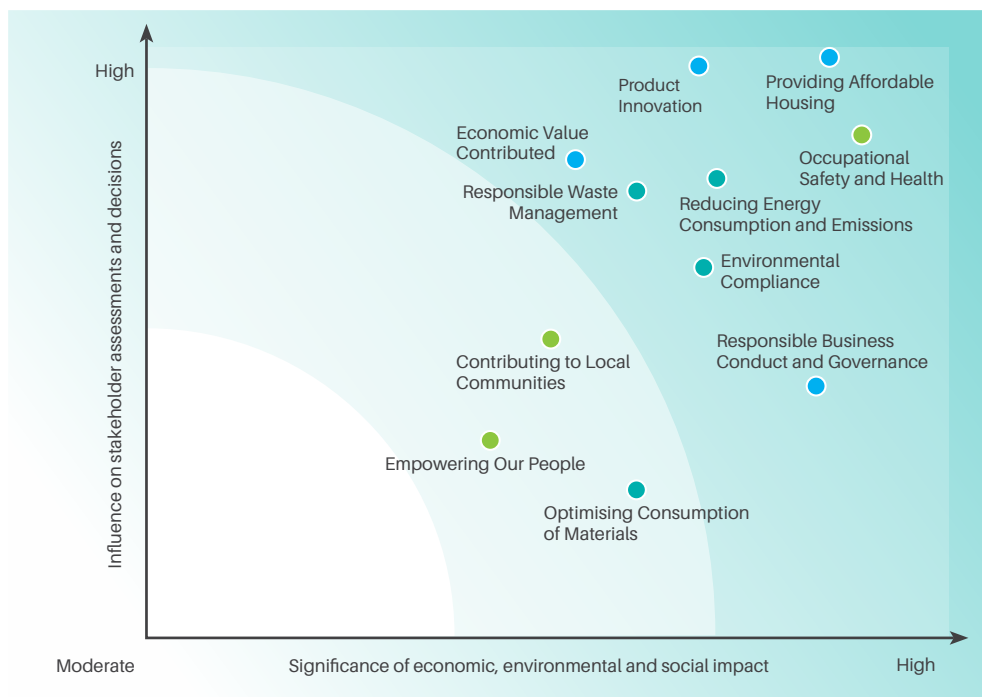 High
Influence on stakeholder assessments and decisions
Product
Innovation
Providing Affordable
Housing
Economic Value
Contributed
Occupational
Safety and Health
Responsible Waste
Management
Reducing Energy
Consumption and Emissions
Environmental
Compliance
Responsible Business
Conduct and Governance
Contributing to Local
Communities
Empowering Our People
Optimising Consumption
of Materials
Moderate
Significance of economic, environmental and social impact
High